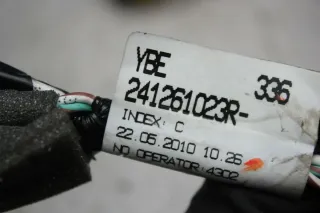 YBE 336
241261023R-
INDEX: C
22.06.2010 10.26
NO OPERATOR: 4302